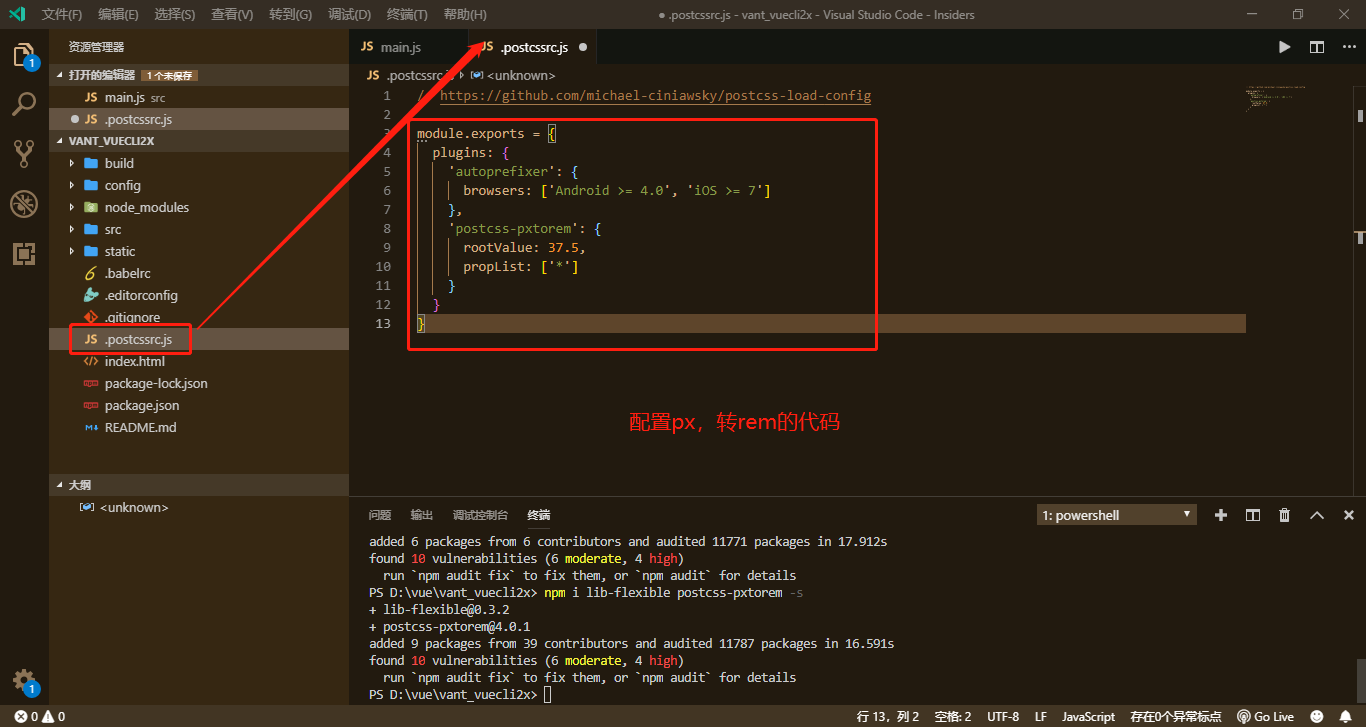 文件(F) 编辑(E) 选择(S) 查看(V) 转到(G) 调试(D) 终端(T) 帮助(H) ● .postcssrc.js - vant_vuecli2x - Visual Studio Code - Insiders
资源管理器
打开的编辑器 1 个未保存
JS main.js src
● JS .postcssrc.js
VANT_VUECLI2X
build
config
node_modules
src
static
.babelrc
.editorconfig
.gitignore
JS .postcssrc.js
index.html
package-lock.json
package.json
README.md
大纲
<unknown>
JS main.js
JS .postcssrc.js ●
JS .postcssrc.j <unknown>
1 / https://github.com/michael-ciniawsky/postcss-load-config
2
3 module.exports = {
4 plugins: {
5 'autoprefixer': {
6 browsers: ['Android >= 4.0', 'iOS >= 7']
7 },
8 'postcss-pxtorem': {
9 rootValue: 37.5,
10 propList: ['*']
11 }
12 }
13 }
配置px，转rem的代码
问题 输出 调试控制台 终端 1: powershell
added 6 packages from 6 contributors and audited 11771 packages in 17.912s
found 10 vulnerabilities (6 moderate, 4 high)
run `npm audit fix` to fix them, or `npm audit` for details
PS D:\vue\vant_vuecli2x> npm i lib-flexible postcss-pxtorem -s
+ lib-flexible@0.3.2
+ postcss-pxtorem@4.0.1
added 9 packages from 39 contributors and audited 11787 packages in 16.591s
found 10 vulnerabilities (6 moderate, 4 high)
run `npm audit fix` to fix them, or `npm audit` for details
PS D:\vue\vant_vuecli2x>
1
1
0 0 行 13，列 2 空格: 2 UTF-8 LF JavaScript 存在0个异常标点 Go Live